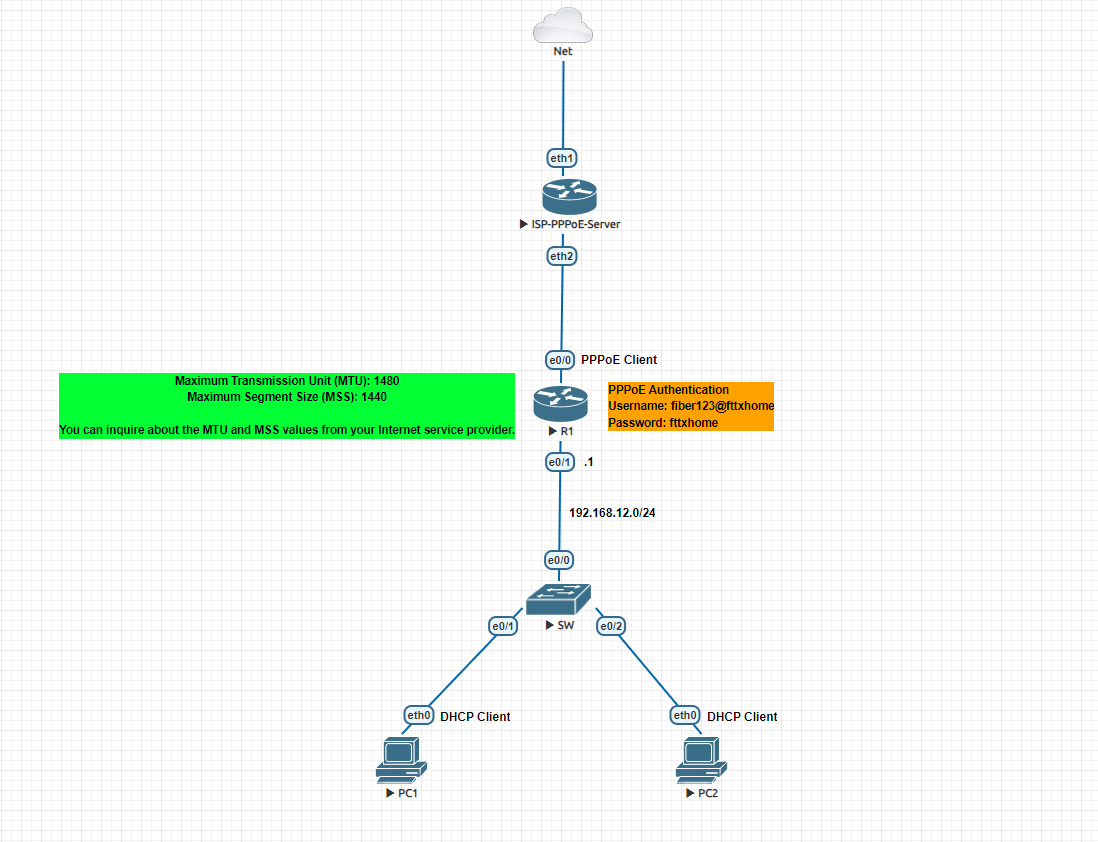 Net
eth1
ISP-PPPoE-Server
eth2
e0/0 PPPoE Client
Maximum Transmission Unit (MTU): 1480
Maximum Segment Size (MSS): 1440
You can inquire about the MTU and MSS values from your Internet service provider.
PPPoE Authentication
Username: fiber123@fttxhome
Password: fttxhome
R1
e0/1 .1
192.168.12.0/24
e0/0
SW
e0/1
e0/2
eth0 DHCP Client
eth0 DHCP Client
PC1
PC2